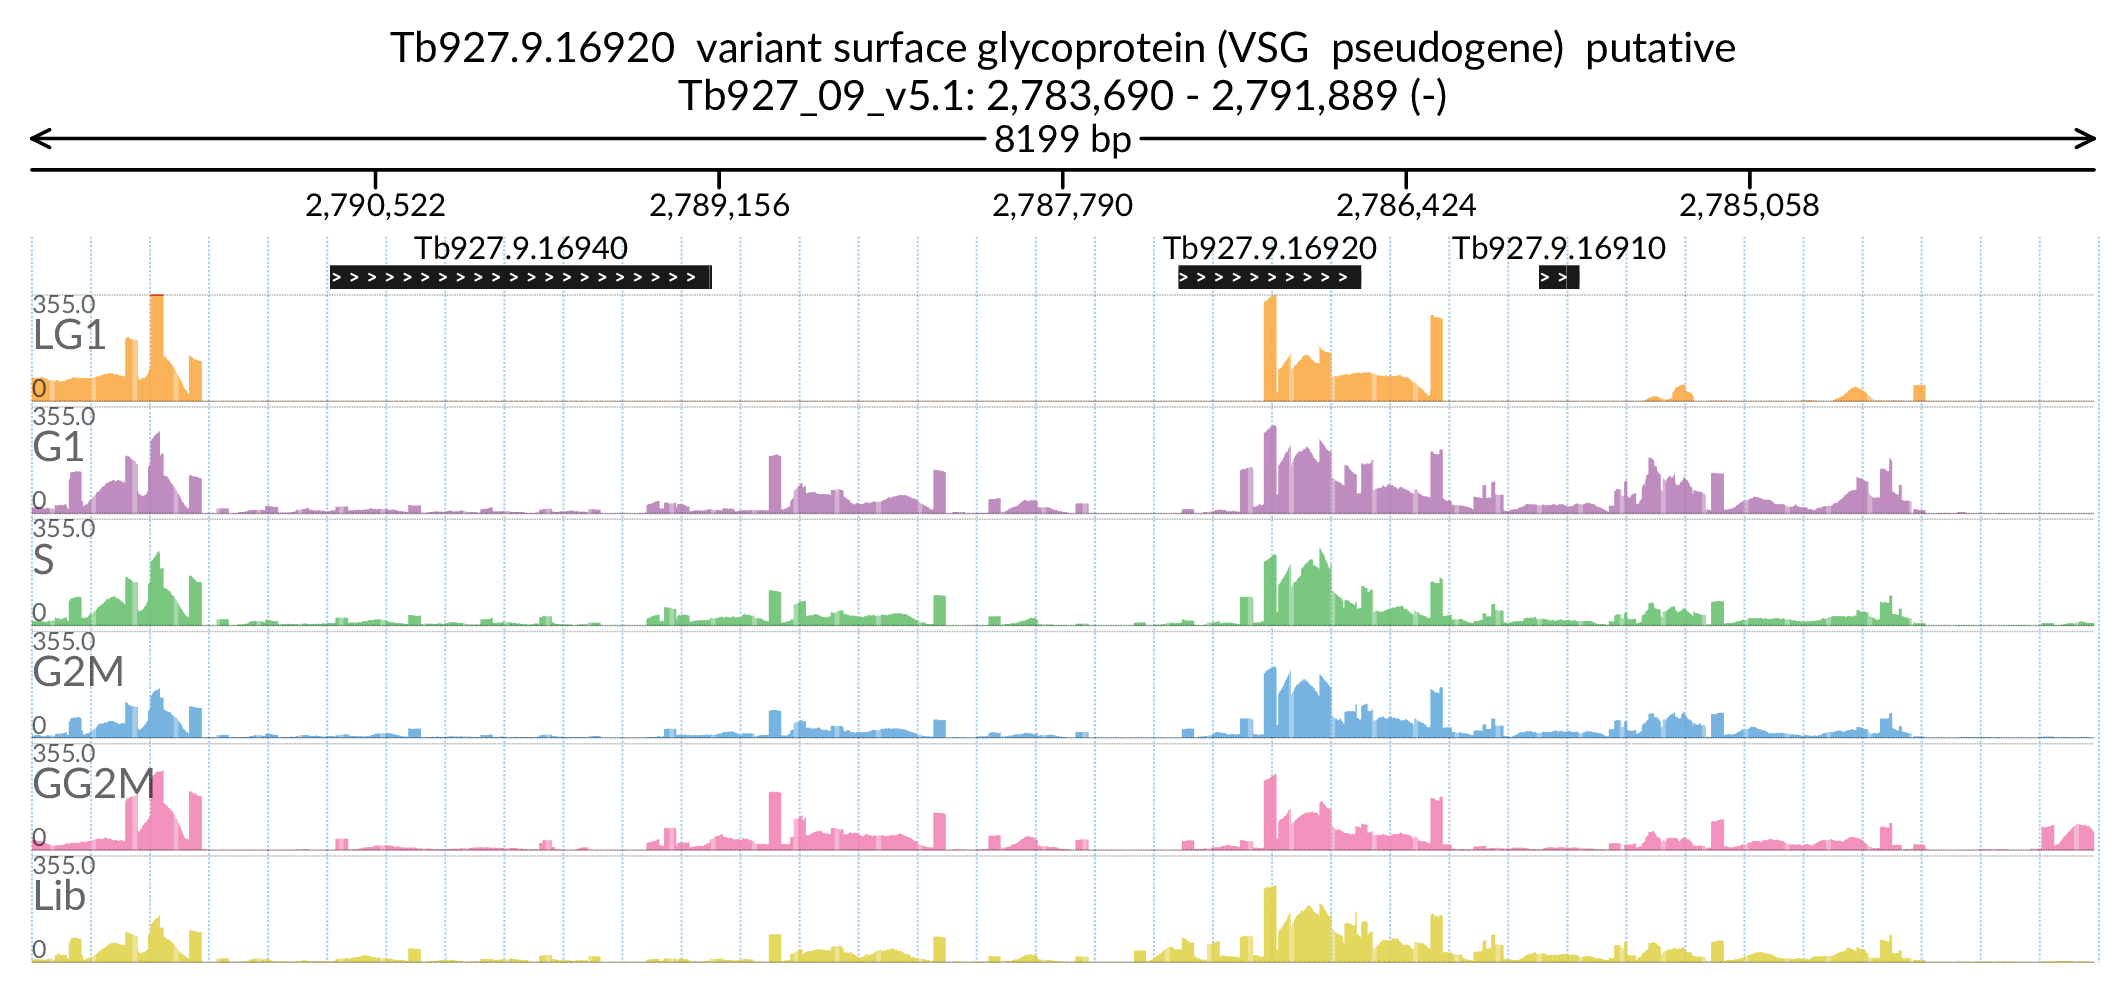 Tb927.9.16920  variant surface glycoprotein (VSG  pseudogene)  putative
Tb927_09_v5.1: 2,783,690 - 2,791,889 (-)
8199 bp
2,790,522 2,789,156 2,787,790 2,786,424 2,785,058
Tb927.9.16940 Tb927.9.16920 Tb927.9.16910
355.0
LG1
0
355.0
G1
0
355.0
S
0
355.0
G2M
0
355.0
GG2M
0
355.0
Lib
0